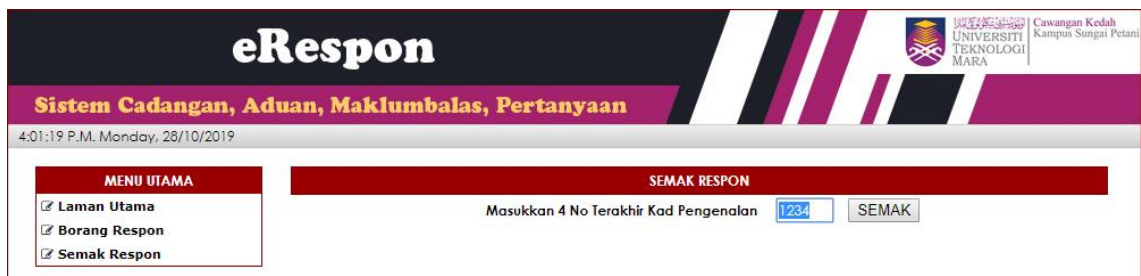 eRespon
UNIVERSITI
TEKNOLOGI
MARA
Cawangan Kedah
Kampus Sungai Petani
Sistem Cadangan, Aduan, Maklumbalas, Pertanyaan
4:01:19 P.M. Monday, 28/10/2019
MENU UTAMA
Laman Utama
Borang Respon
Semak Respon
SEMAK RESPON
Masukkan 4 No Terakhir Kad Pengenalan 1234 SEMAK